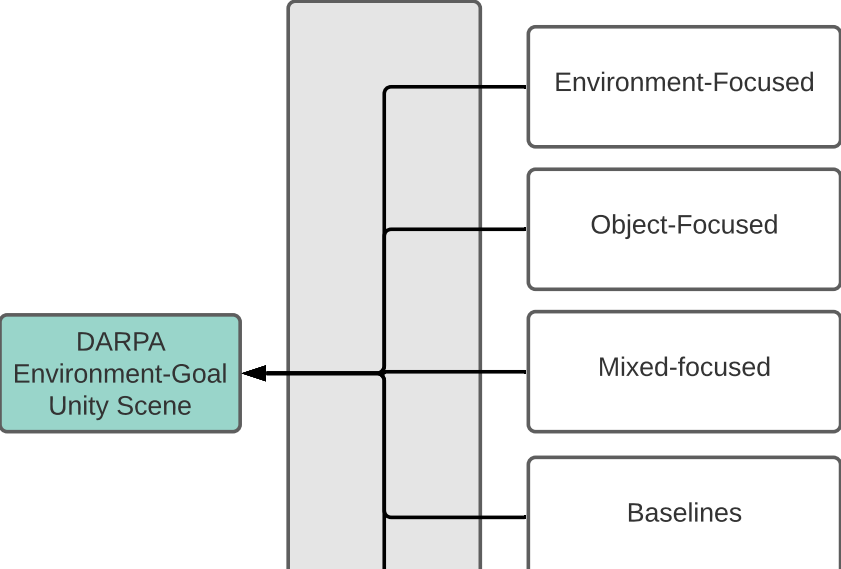 Environment-Focused
Object-Focused
DARPA
Environment-Goal
Unity Scene
Mixed-focused
Baselines